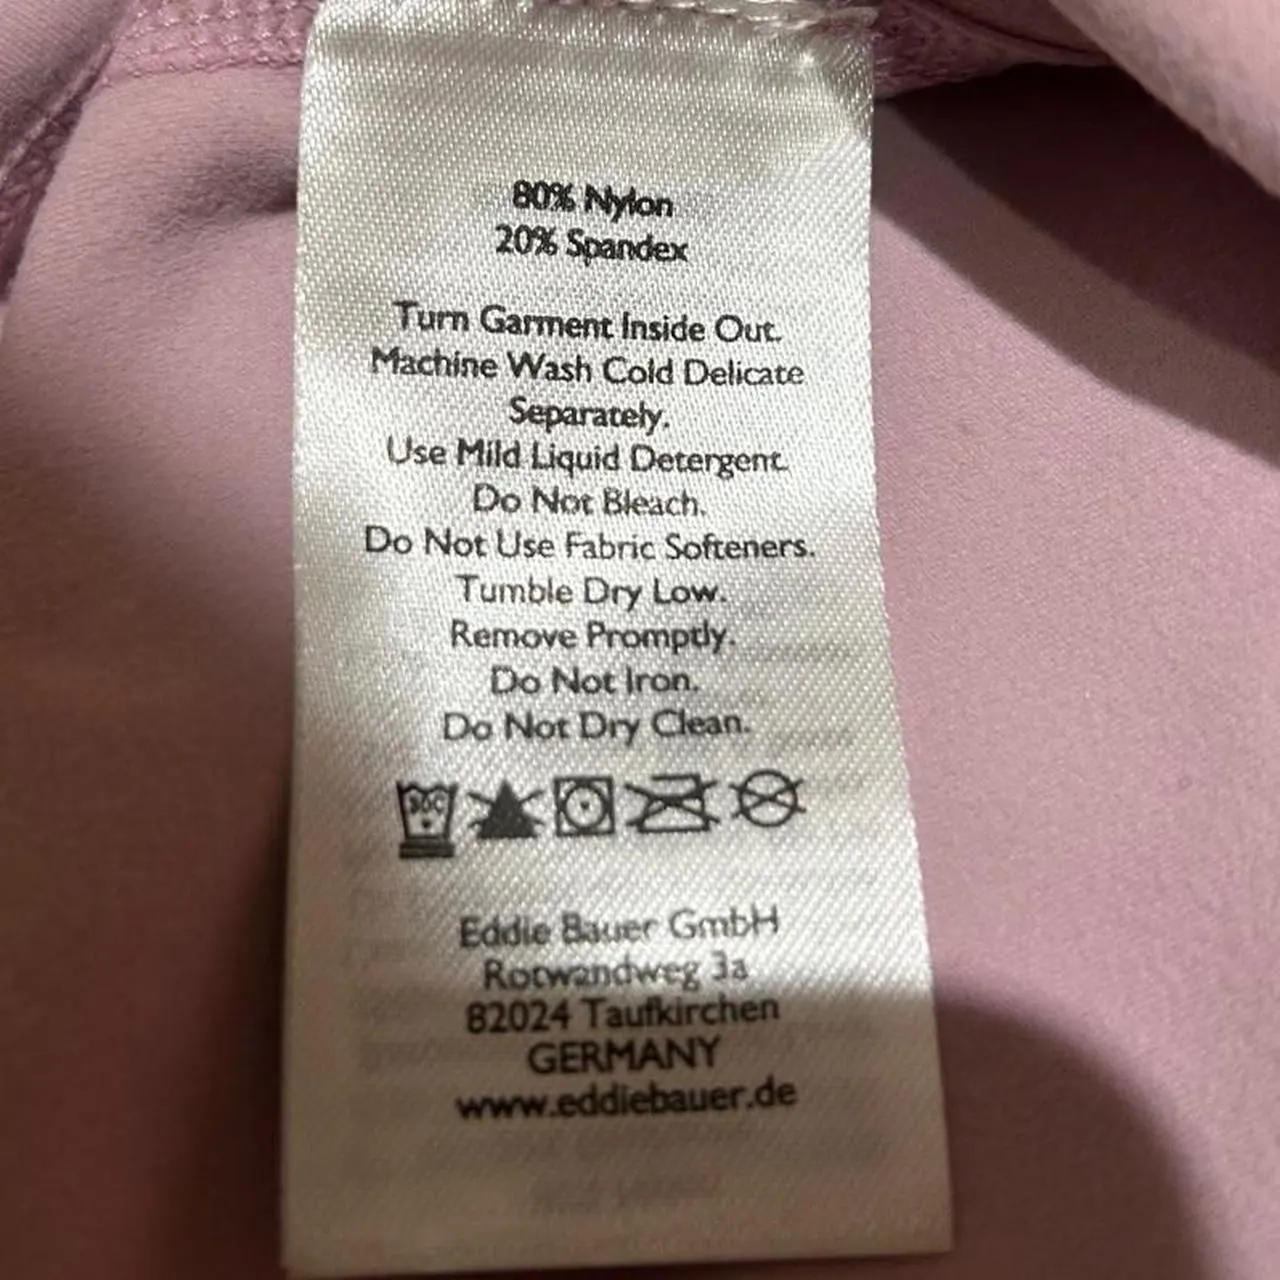 80% Nylon
20% Spandex
Turn Garment Inside Out.
Machine Wash Cold Delicate
Separately.
Use Mild Liquid Detergent.
Do Not Bleach.
Do Not Use Fabric Softeners.
Tumble Dry Low.
Remove Promptly.
Do Not Iron.
Do Not Dry Clean.
30C
Eddie Bauer GmbH
Rotwandweg 3a
82024 Taufkirchen
GERMANY
www.eddiebauer.de